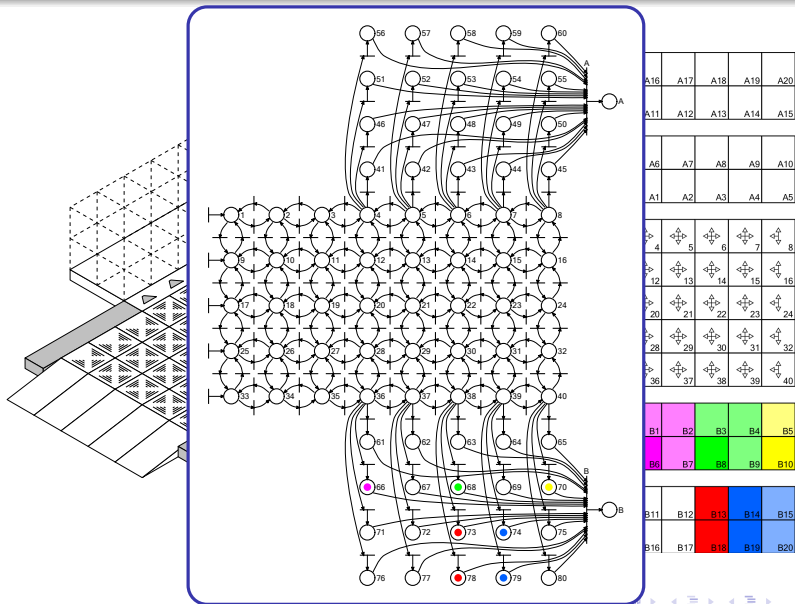 56 57 58 59 60
A
51 52 53 54 55
A
46 47 48 49 50
41 42 43 44 45
1 2 3 4 5 6 7 8
9 10 11 12 13 14 15 16
17 18 19 20 21 22 23 24
25 26 27 28 29 30 31 32
33 34 35 36 37 38 39 40
61 62 63 64 65
B
66 67 68 69 70
B
71 72 73 74 75
76 77 78 79 80
A16 A17 A18 A19 A20
A11 A12 A13 A14 A15
A6 A7 A8 A9 A10
A1 A2 A3 A4 A5
4 5 6 7 8
12 13 14 15 16
20 21 22 23 24
28 29 30 31 32
36 37 38 39 40
B1 B2 B3 B4 B5
B6 B7 B8 B9 B10
B11 B12 B13 B14 B15
B16 B17 B18 B19 B20